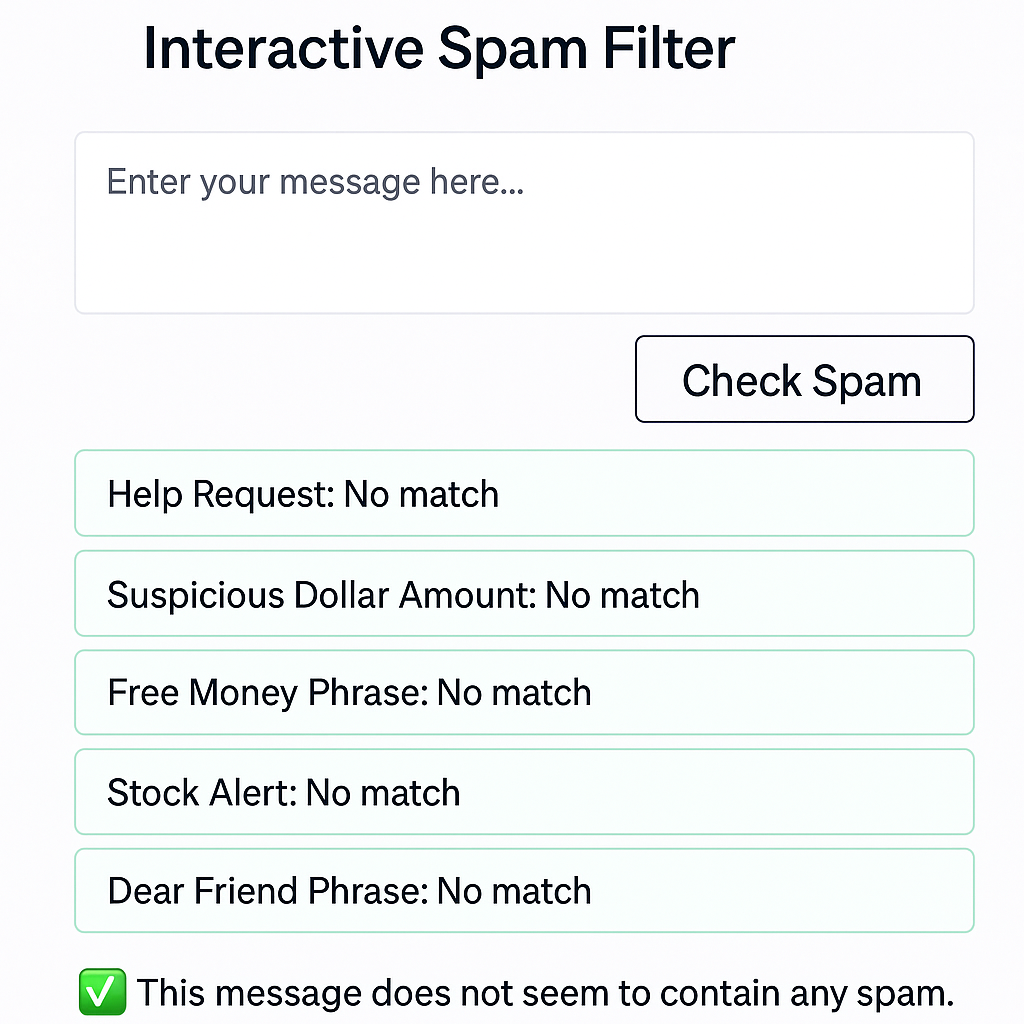 Interactive Spam Filter
Enter your message here...
Check Spam
Help Request: No match
Suspicious Dollar Amount: No match
Free Money Phrase: No match
Stock Alert: No match
Dear Friend Phrase: No match
✅ This message does not seem to contain any spam.